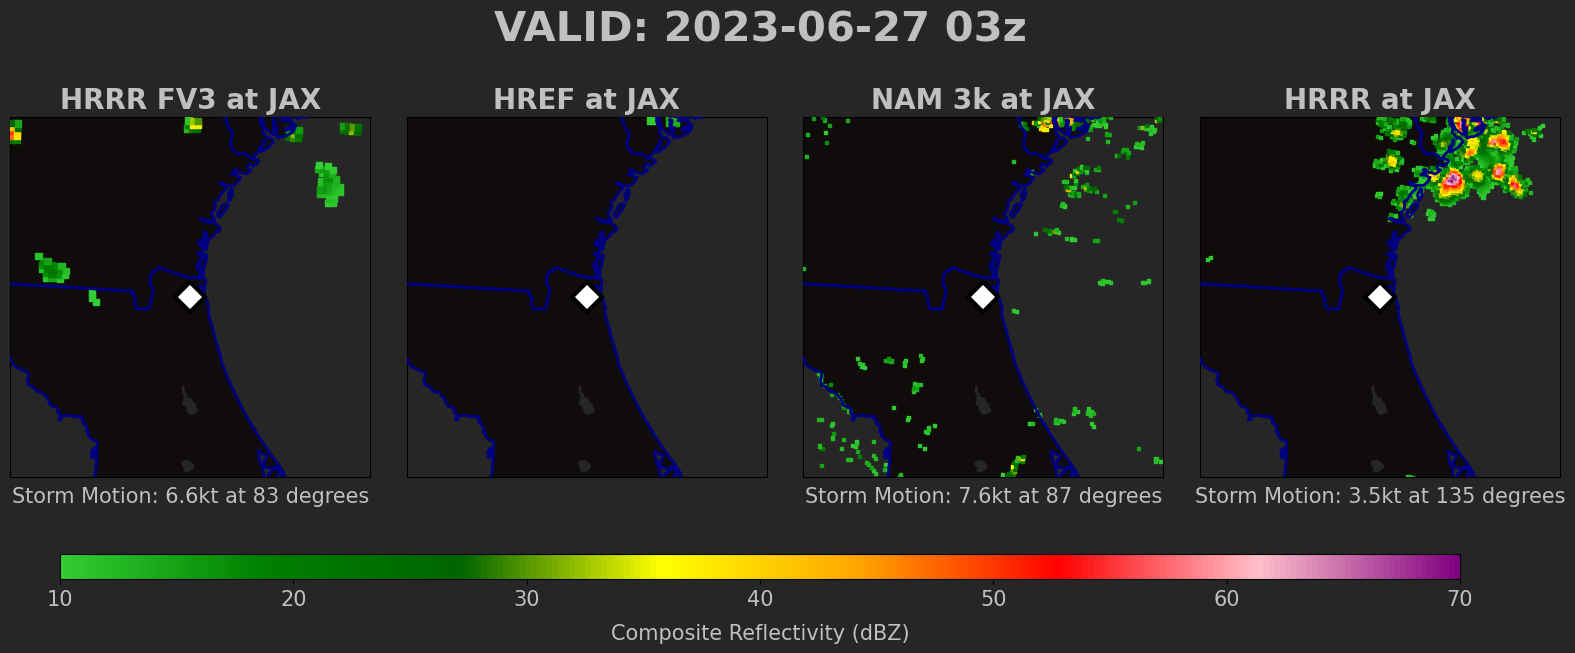 VALID: 2023-06-27 03z
HRRR FV3 at JAX
HREF at JAX
NAM 3k at JAX
HRRR at JAX
Storm Motion: 6.6kt at 83 degrees
Storm Motion: 7.6kt at 87 degrees
Storm Motion: 3.5kt at 135 degrees
10 20 30 40 50 60 70
Composite Reflectivity (dBZ)